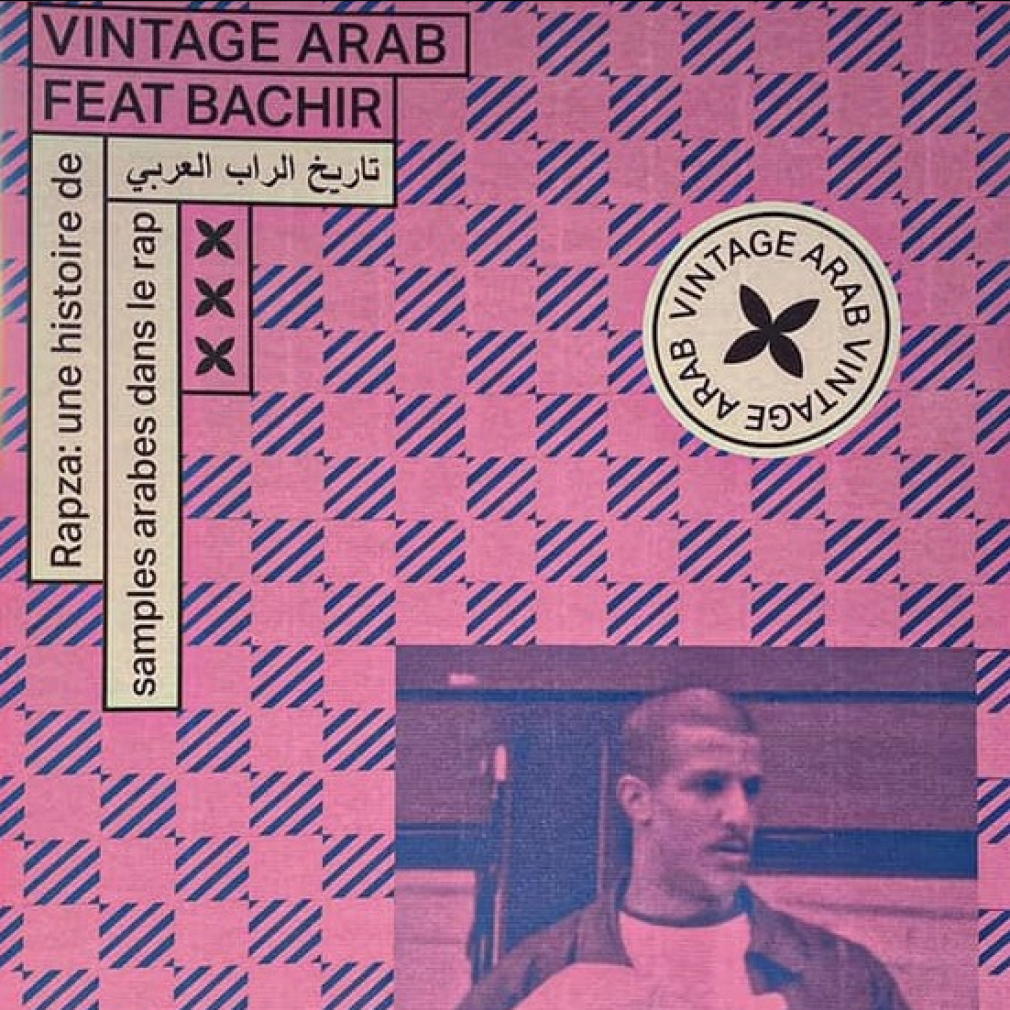 VINTAGE ARAB
FEAT BACHIR
تاريخ الراب العربي
Rapza: une histoire de
samples arabes dans le rap
VINTAGE ARAB VINTAGE ARAB